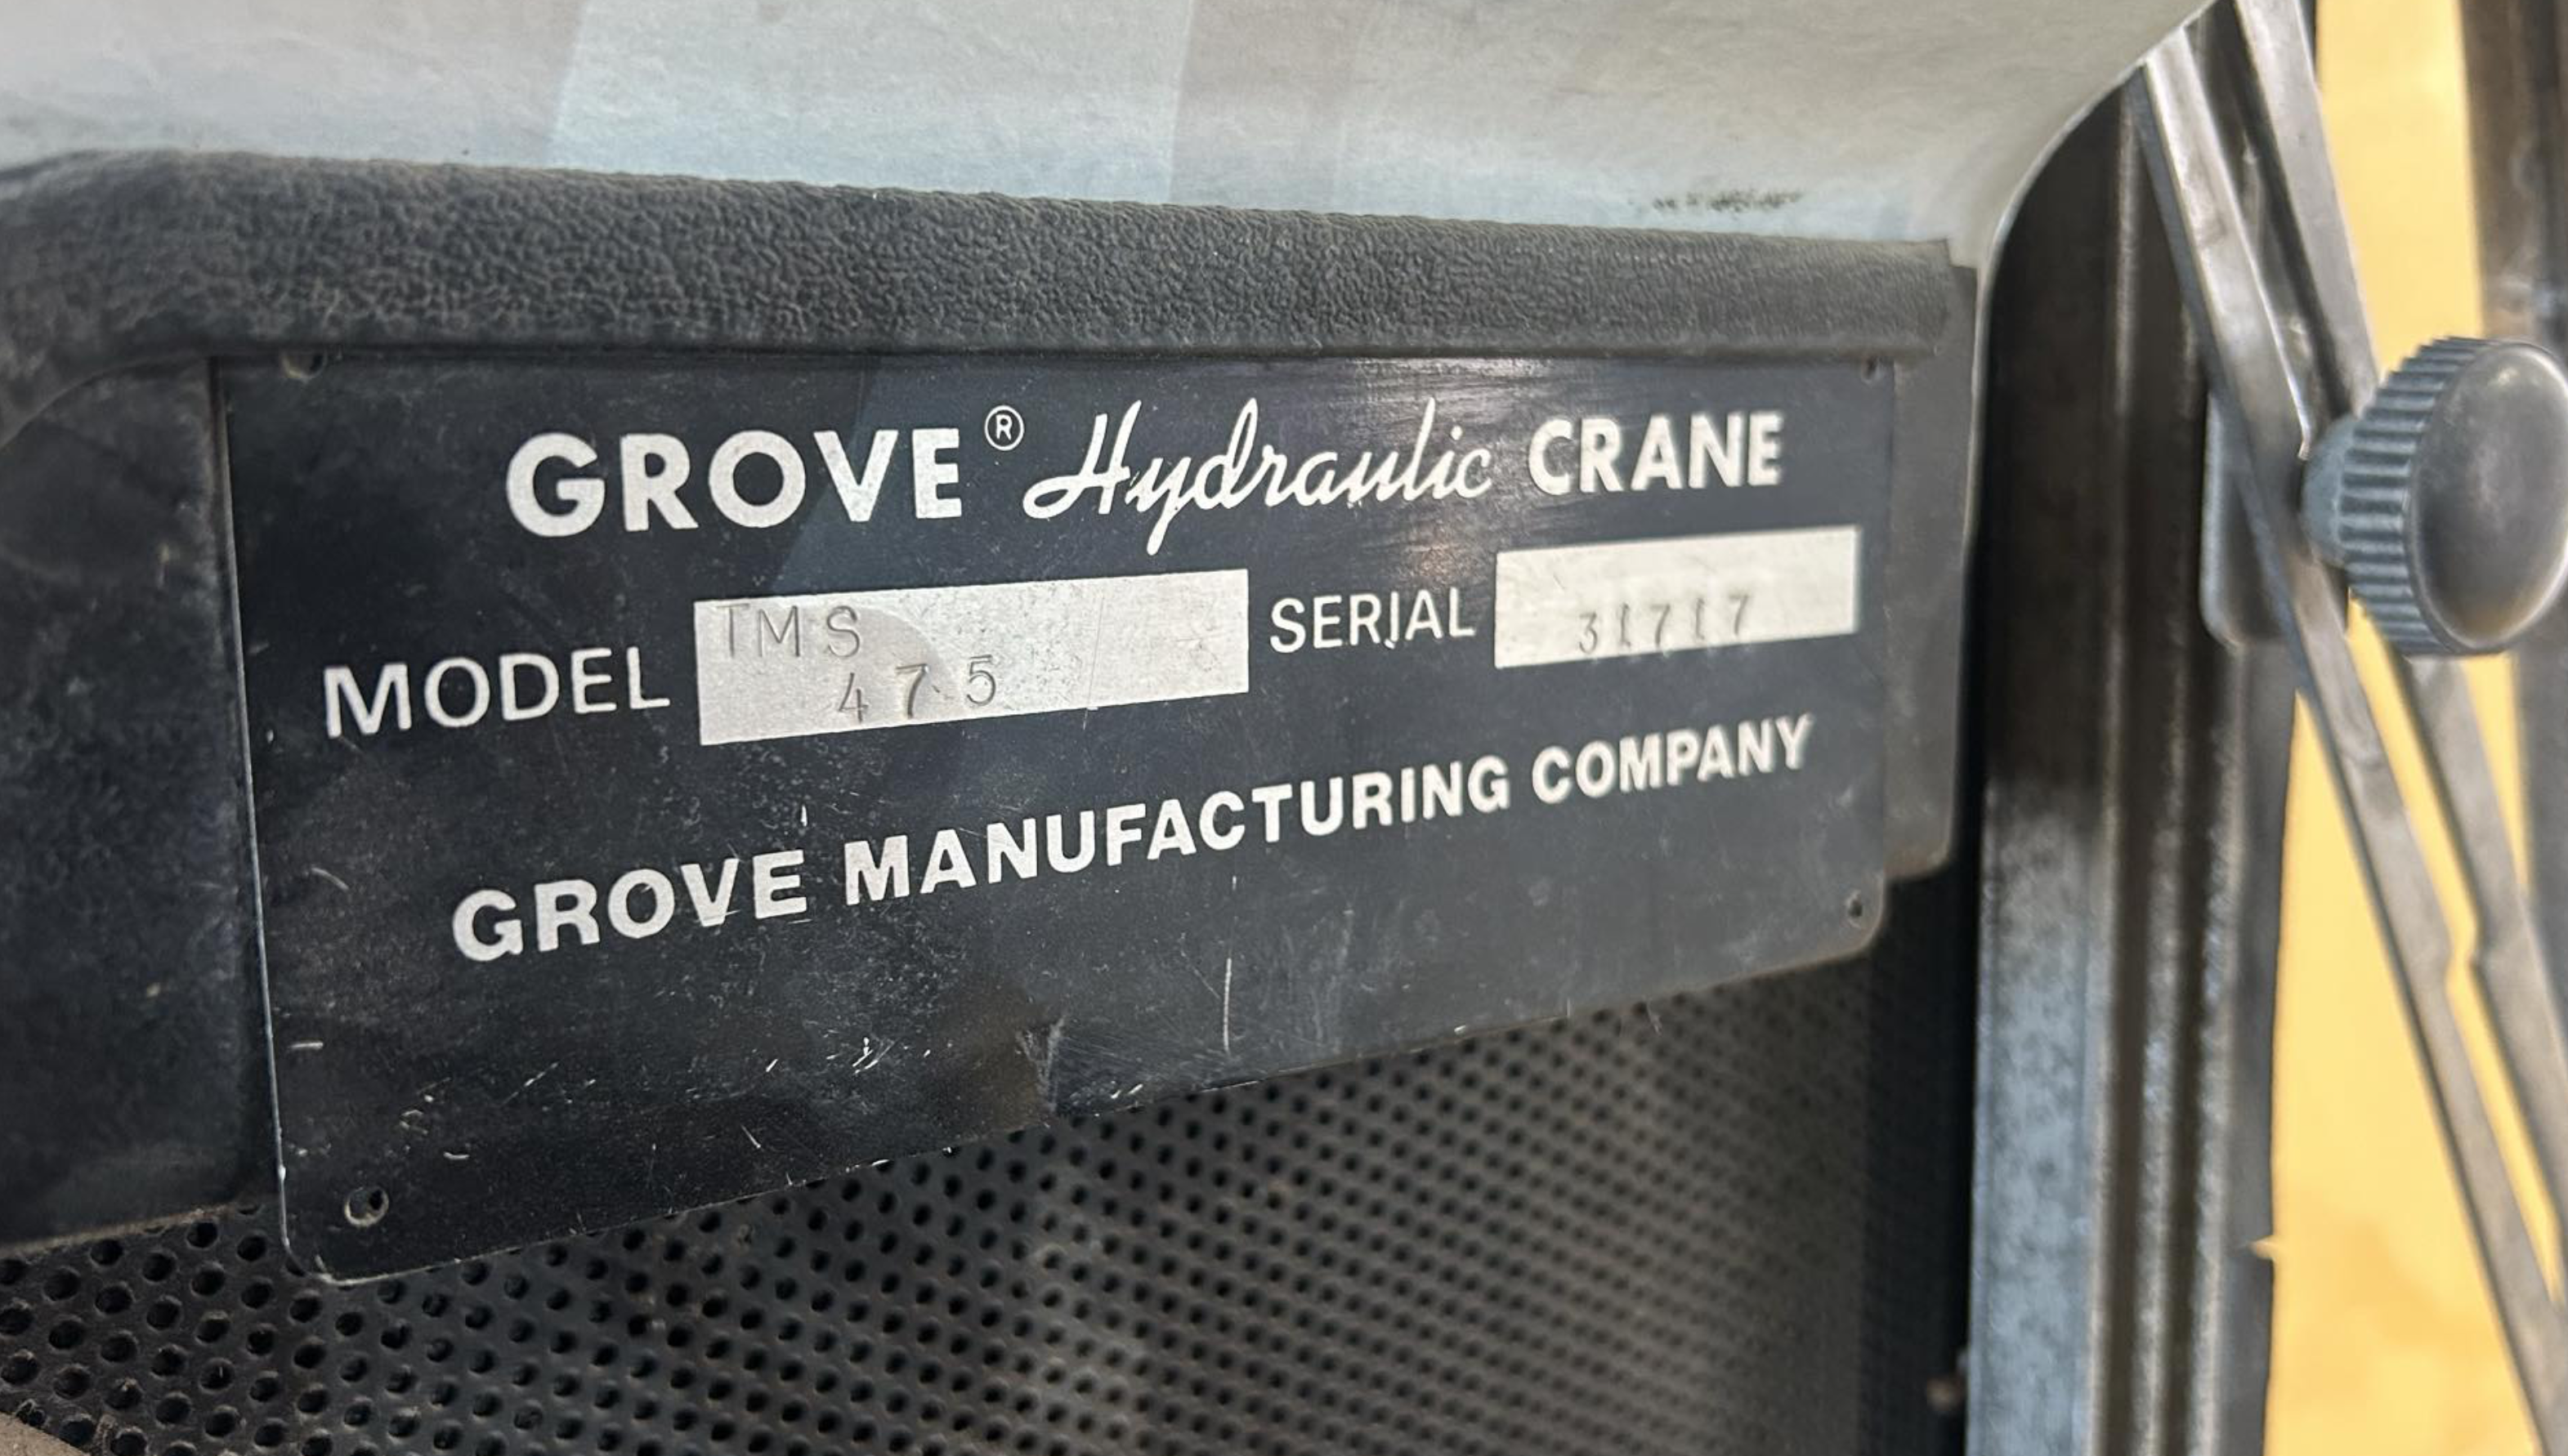 GROVE® Hydraulic CRANE
MODEL TMS 475 SERIAL 31717
GROVE MANUFACTURING COMPANY